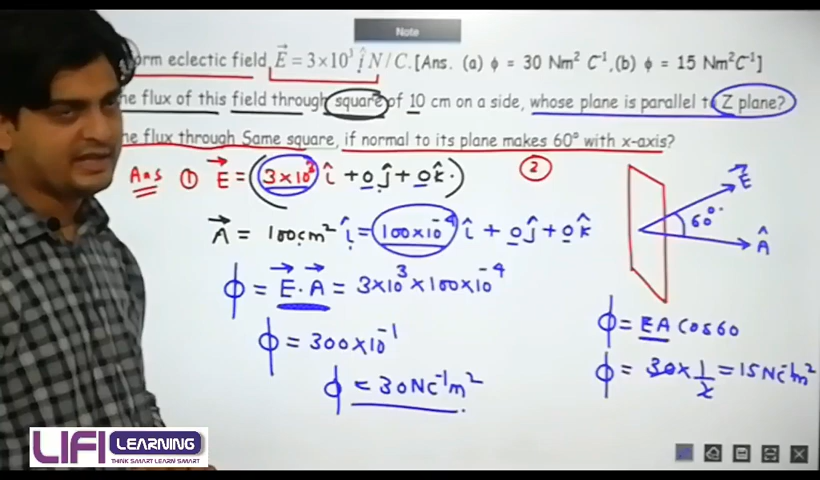 Note
orm eclectic field, E⃗ = 3×10³ î N/C. [Ans. (a) ϕ = 30 Nm² C⁻¹,(b) ϕ = 15 Nm²C⁻¹]
he flux of this field through square of 10 cm on a side, whose plane is parallel to Z plane?
he flux through Same square, if normal to its plane makes 60° with x-axis?
Ans ① E⃗ = (3×10³ î + 0ĵ + 0k̂.) ②
A⃗ = 100cm² î = 100×10⁻⁴ î + 0ĵ + 0k̂
ϕ = E⃗ . A⃗ = 3×10³×100×10⁻⁴
ϕ = 300×10⁻¹
ϕ = 30NC⁻¹m²
E⃗
60°
Â
ϕ = EA Cos60
ϕ = 30 × 1/2 = 15NC⁻¹m²
LIFI LEARNING
THINK SMART LEARN SMART